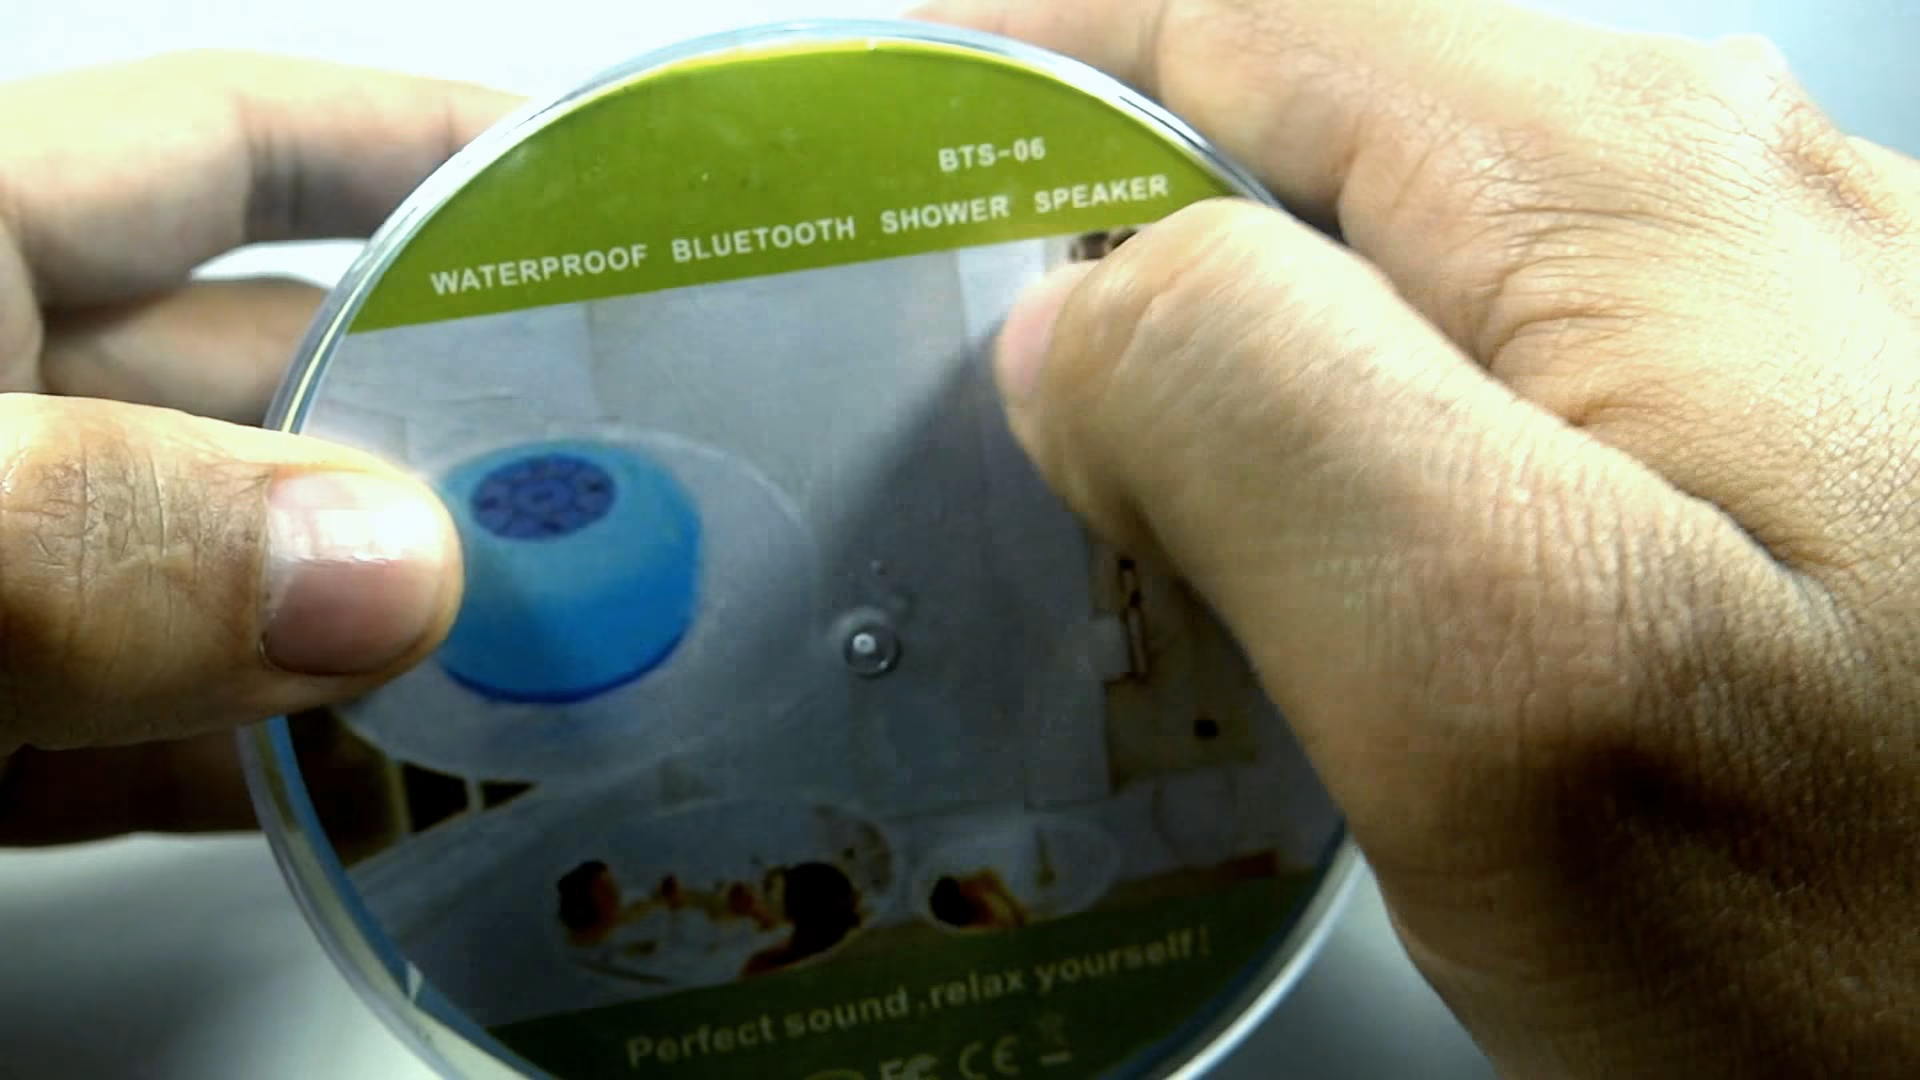 BTS-06
WATERPROOF BLUETOOTH SHOWER SPEAKER
Perfect sound ,relax yourself!
FC CE